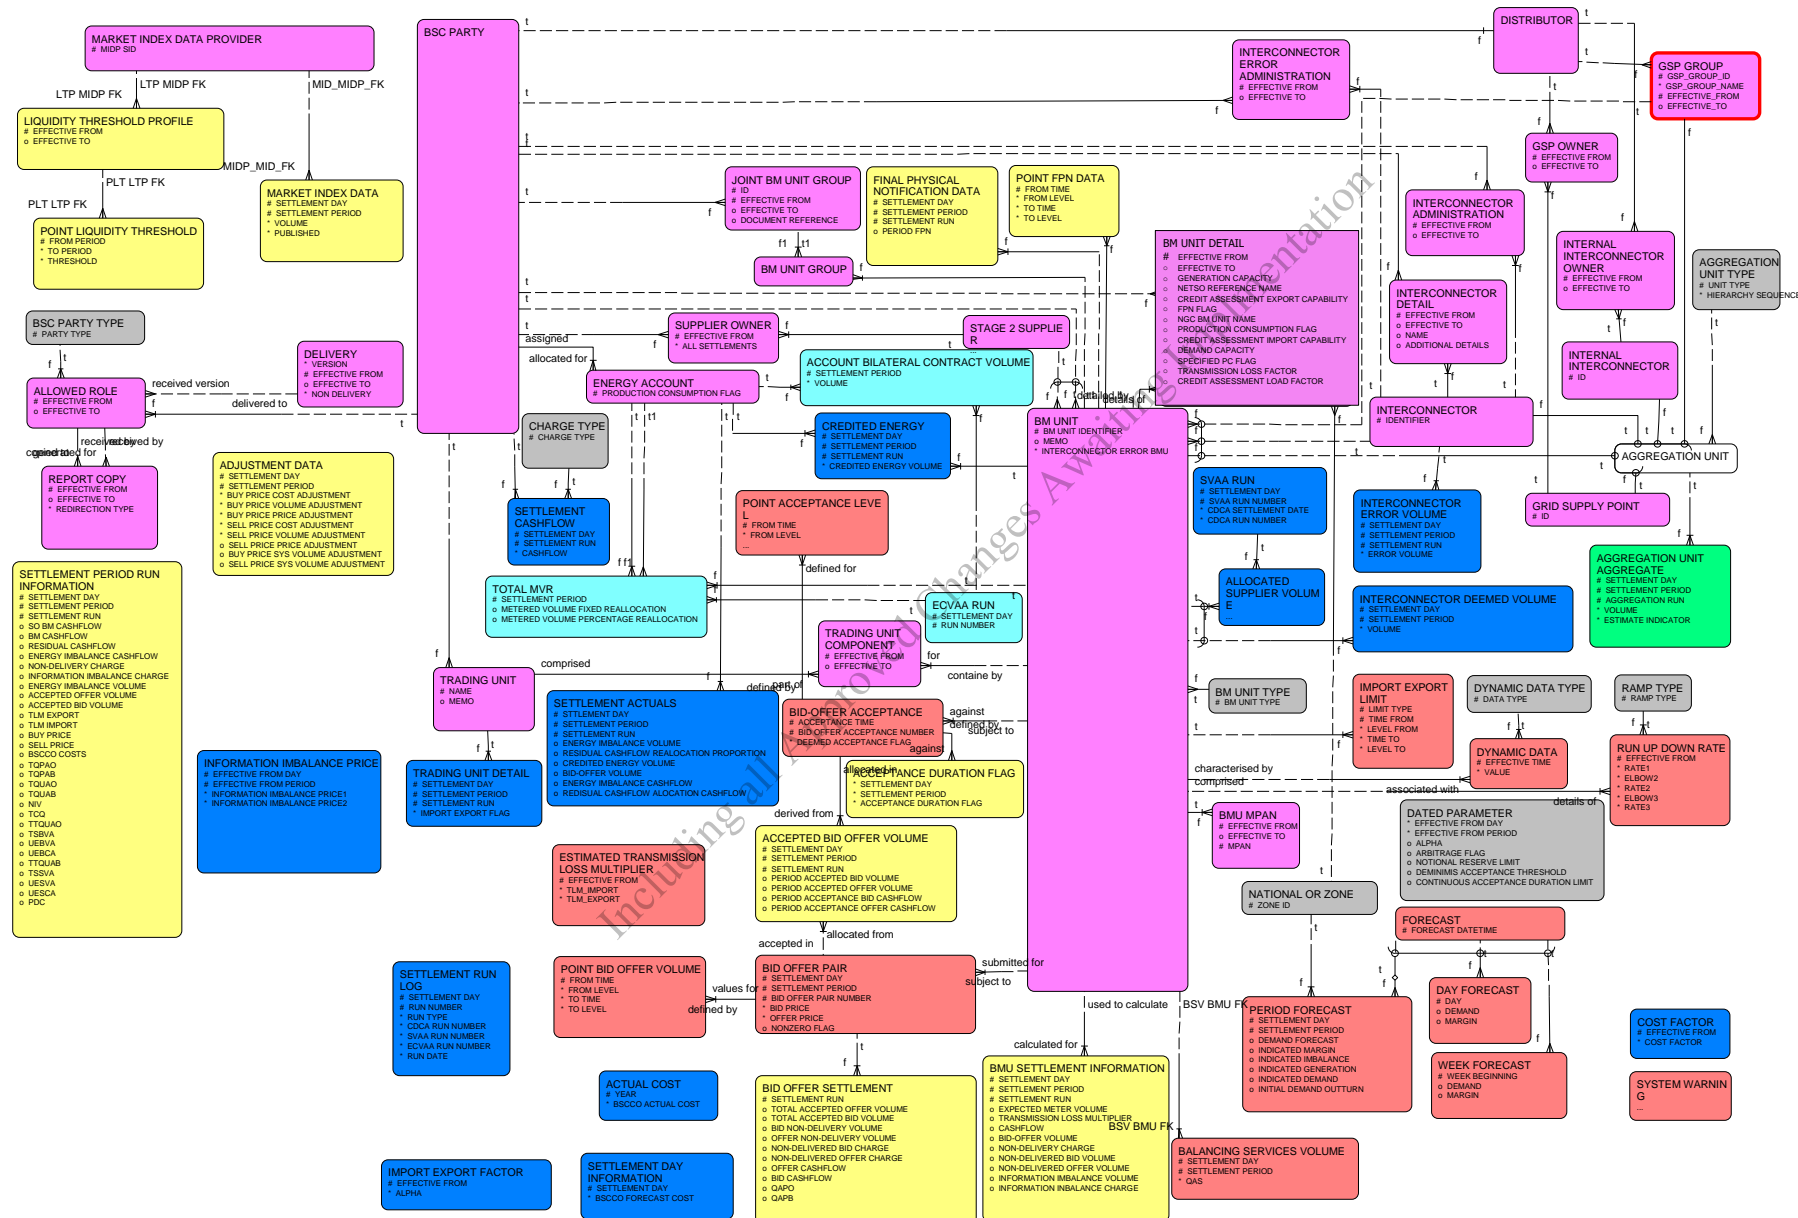 MARKET INDEX DATA PROVIDER
# MIDP SID
LTP MIDP FK
LTP MIDP FK
MID_MIDP_FK
MIDP_MID_FK
LIQUIDITY THRESHOLD PROFILE
# EFFECTIVE FROM
o EFFECTIVE TO
PLT LTP FK
PLT LTP FK
MARKET INDEX DATA
# SETTLEMENT DAY
# SETTLEMENT PERIOD
* VOLUME
* PUBLISHED
POINT LIQUIDITY THRESHOLD
# FROM PERIOD
* TO PERIOD
* THRESHOLD
BSC PARTY TYPE
# PARTY TYPE
DELIVERY
* VERSION
# EFFECTIVE FROM
o EFFECTIVE TO
* NON DELIVERY
ALLOWED ROLE
# EFFECTIVE FROM
o EFFECTIVE TO
received version
delivered to
received by
REPORT COPY
# EFFECTIVE FROM
o EFFECTIVE TO
* REDIRECTION TYPE
ADJUSTMENT DATA
# SETTLEMENT DAY
# SETTLEMENT PERIOD
* BUY PRICE COST ADJUSTMENT
* BUY PRICE VOLUME ADJUSTMENT
* BUY PRICE PRICE ADJUSTMENT
* SELL PRICE COST ADJUSTMENT
* SELL PRICE VOLUME ADJUSTMENT
o SELL PRICE PRICE ADJUSTMENT
o BUY PRICE SYS VOLUME ADJUSTMENT
o SELL PRICE SYS VOLUME ADJUSTMENT
SETTLEMENT PERIOD RUN
INFORMATION
# SETTLEMENT DAY
# SETTLEMENT PERIOD
# SETTLEMENT RUN
o SO BM CASHFLOW
o BM CASHFLOW
o RESIDUAL CASHFLOW
o ENERGY IMBALANCE CASHFLOW
o NON-DELIVERY CHARGE
o INFORMATION IMBALANCE CHARGE
o ENERGY IMBALANCE VOLUME
o ACCEPTED OFFER VOLUME
o ACCEPTED BID VOLUME
o TLM EXPORT
o TLM IMPORT
o BUY PRICE
o SELL PRICE
o BSCCO COSTS
o TQPAO
o TQPAB
o TQUAO
o TQUAB
o NIV
o TCQ
o TTQUAO
o TSBVA
o UEBVA
o UEBCA
o TTQUAB
o TSSVA
o UESVA
o UESCA
o PDC
INFORMATION IMBALANCE PRICE
# EFFECTIVE FROM DAY
# EFFECTIVE FROM PERIOD
* INFORMATION IMBALANCE PRICE1
* INFORMATION IMBALANCE PRICE2
BSC PARTY
assigned
allocated for
JOINT BM UNIT GROUP
# ID
# EFFECTIVE FROM
o EFFECTIVE TO
o DOCUMENT REFERENCE
BM UNIT GROUP
FINAL PHYSICAL
NOTIFICATION DATA
# SETTLEMENT DAY
# SETTLEMENT PERIOD
# SETTLEMENT RUN
o PERIOD FPN
POINT FPN DATA
# FROM TIME
* FROM LEVEL
* TO TIME
* TO LEVEL
SUPPLIER OWNER
# EFFECTIVE FROM
* ALL SETTLEMENTS
STAGE 2 SUPPLIE
R
...
ENERGY ACCOUNT
# PRODUCTION CONSUMPTION FLAG
ACCOUNT BILATERAL CONTRACT VOLUME
# SETTLEMENT PERIOD
* VOLUME
CHARGE TYPE
# CHARGE TYPE
CREDITED ENERGY
# SETTLEMENT DAY
# SETTLEMENT PERIOD
# SETTLEMENT RUN
* CREDITED ENERGY VOLUME
SETTLEMENT
CASHFLOW
# SETTLEMENT DAY
# SETTLEMENT RUN
* CASHFLOW
POINT ACCEPTANCE LEVE
L
# FROM TIME
* FROM LEVEL
...
defined for
TOTAL MVR
# SETTLEMENT PERIOD
o METERED VOLUME FIXED REALLOCATION
o METERED VOLUME PERCENTAGE REALLOCATION
ECVAA RUN
# SETTLEMENT DAY
# RUN NUMBER
TRADING UNIT
COMPONENT
# EFFECTIVE FROM
o EFFECTIVE TO
comprised
for
containe by
part of
defined by
TRADING UNIT
# NAME
o MEMO
TRADING UNIT DETAIL
# SETTLEMENT DAY
# SETTLEMENT PERIOD
# SETTLEMENT RUN
* IMPORT EXPORT FLAG
SETTLEMENT ACTUALS
# STTLEMENT DAY
# SETTLEMENT PERIOD
# SETTLEMENT RUN
o ENERGY IMBALANCE VOLUME
o RESIDUAL CASHFLOW REALOCATION PROPORTION
o CREDITED ENERGY VOLUME
o BID-OFFER VOLUME
o ENERGY IMBALANCE CASHFLOW
o REDISUAL CASHFLOW ALOCATION CASHFLOW
BID-OFFER ACCEPTANCE
# ACCEPTANCE TIME
# BID OFFER ACCEPTANCE NUMBER
* DEEMED ACCEPTANCE FLAG
against
defined by
subject to
against
allocated in
ACCEPTANCE DURATION FLAG
* SETTLEMENT DAY
* SETTLEMENT PERIOD
* ACCEPTANCE DURATION FLAG
derived from
ACCEPTED BID OFFER VOLUME
# SETTLEMENT DAY
# SETTLEMENT PERIOD
# SETTLEMENT RUN
o PERIOD ACCEPTED BID VOLUME
o PERIOD ACCEPTED OFFER VOLUME
o PERIOD ACCEPTANCE BID CASHFLOW
o PERIOD ACCEPTANCE OFFER CASHFLOW
allocated from
accepted in
ESTIMATED TRANSMISSION
LOSS MULTIPLIER
# EFFECTIVE FROM
* TLM_IMPORT
* TLM_EXPORT
SETTLEMENT RUN
LOG
# SETTLEMENT DAY
# RUN NUMBER
* RUN TYPE
* CDCA RUN NUMBER
* SVAA RUN NUMBER
* ECVAA RUN NUMBER
* RUN DATE
POINT BID OFFER VOLUME
# FROM TIME
* FROM LEVEL
* TO TIME
* TO LEVEL
values for
defined by
BID OFFER PAIR
# SETTLEMENT DAY
# SETTLEMENT PERIOD
# BID OFFER PAIR NUMBER
* BID PRICE
* OFFER PRICE
o NONZERO FLAG
submitted for
subject to
ACTUAL COST
# YEAR
* BSCCO ACTUAL COST
IMPORT EXPORT FACTOR
# EFFECTIVE FROM
* ALPHA
SETTLEMENT DAY
INFORMATION
# SETTLEMENT DAY
* BSCCO FORECAST COST
BID OFFER SETTLEMENT
# SETTLEMENT DAY
# SETTLEMENT PERIOD
# SETTLEMENT RUN
o TOTAL ACCEPTED OFFER VOLUME
o TOTAL ACCEPTED BID VOLUME
o BID NON-DELIVERY VOLUME
o OFFER NON-DELIVERY VOLUME
o NON-DELIVERED BID CHARGE
o NON-DELIVERED OFFER CHARGE
o OFFER CASHFLOW
o BID CASHFLOW
o QAPO
o QAPB
used to calculate
calculated for
BMU SETTLEMENT INFORMATION
# SETTLEMENT DAY
# SETTLEMENT PERIOD
# SETTLEMENT RUN
o EXPECTED METER VOLUME
o TRANSMISSION LOSS MULTIPLIER
o CASHFLOW
o BID-OFFER VOLUME
o NON-DELIVERY CHARGE
o NON-DELIVERED BID VOLUME
o NON-DELIVERED OFFER VOLUME
o INFORMATION IMBALANCE VOLUME
o INFORMATION INBALANCE CHARGE
BSV BMU FK
BSV BMU FK
BALANCING SERVICES VOLUME
# SETTLEMENT DAY
# SETTLEMENT PERIOD
* QAS
BM UNIT
# BM UNIT IDENTIFIER
o MEMO
* INTERCONNECTOR ERROR BMU
detailed by
details of
BM UNIT DETAIL
# EFFECTIVE FROM
o EFFECTIVE TO
o GENERATION CAPACITY
o NETSO REFERENCE NAME
o CREDIT ASSESSMENT EXPORT CAPABILITY
o FPN FLAG
o NGC BM UNIT NAME
o PRODUCTION CONSUMPTION FLAG
o CREDIT ASSESSMENT IMPORT CAPABILITY
o DEMAND CAPACITY
o SPECIFIED PC FLAG
o TRANSMISSION LOSS FACTOR
CREDIT ASSESSMENT LOAD FACTOR
INTERCONNECTOR
ERROR
ADMINISTRATION
# EFFECTIVE FROM
o EFFECTIVE TO
DISTRIBUTOR
GSP GROUP
# GSP_GROUP_ID
* GSP_GROUP_NAME
# EFFECTIVE_FROM
o EFFECTIVE_TO
GSP OWNER
# EFFECTIVE FROM
o EFFECTIVE TO
INTERCONNECTOR
ADMINISTRATION
# EFFECTIVE FROM
o EFFECTIVE TO
INTERNAL
INTERCONNECTOR
OWNER
# EFFECTIVE FROM
o EFFECTIVE TO
AGGREGATION
UNIT TYPE
# UNIT TYPE
* HIERARCHY SEQUENCE
INTERCONNECTOR
DETAIL
# EFFECTIVE FROM
o EFFECTIVE TO
o NAME
o ADDITIONAL DETAILS
INTERNAL
INTERCONNECTOR
# ID
INTERCONNECTOR
# IDENTIFIER
AGGREGATION UNIT
GRID SUPPLY POINT
# ID
SVAA RUN
# SETTLEMENT DAY
# SVAA RUN NUMBER
* CDCA SETTLEMENT DATE
* CDCA RUN NUMBER
INTERCONNECTOR
ERROR VOLUME
# SETTLEMENT DAY
# SETTLEMENT PERIOD
# SETTLEMENT RUN
* ERROR VOLUME
AGGREGATION UNIT
AGGREGATE
# SETTLEMENT DAY
# SETTLEMENT PERIOD
# AGGREGATION RUN
* VOLUME
* ESTIMATE INDICATOR
ALLOCATED
SUPPLIER VOLUM
E
...
INTERCONNECTOR DEEMED VOLUME
# SETTLEMENT DAY
# SETTLEMENT PERIOD
* VOLUME
BM UNIT TYPE
# BM UNIT TYPE
IMPORT EXPORT
LIMIT
# LIMIT TYPE
# TIME FROM
* LEVEL FROM
* TIME TO
* LEVEL TO
DYNAMIC DATA TYPE
# DATA TYPE
RAMP TYPE
# RAMP TYPE
DYNAMIC DATA
# EFFECTIVE TIME
* VALUE
RUN UP DOWN RATE
# EFFECTIVE FROM
* RATE1
* ELBOW2
* RATE2
* ELBOW3
* RATE3
characterised by
comprised
associated with
details of
BMU MPAN
# EFFECTIVE FROM
o EFFECTIVE TO
# MPAN
DATED PARAMETER
* EFFECTIVE FROM DAY
* EFFECTIVE FROM PERIOD
o ALPHA
o ARBITRAGE FLAG
o NOTIONAL RESERVE LIMIT
o DEMINIMIS ACCEPTANCE THRESHOLD
o CONTINUOUS ACCEPTANCE DURATION LIMIT
NATIONAL OR ZONE
# ZONE ID
FORECAST
# FORECAST DATETIME
PERIOD FORECAST
# SETTLEMENT DAY
# SETTLEMENT PERIOD
o DEMAND FORECAST
o INDICATED MARGIN
o INDICATED IMBALANCE
o INDICATED GENERATION
o INDICATED DEMAND
o INITIAL DEMAND OUTTURN
DAY FORECAST
# DAY
o DEMAND
o MARGIN
WEEK FORECAST
# WEEK BEGINNING
o DEMAND
o MARGIN
COST FACTOR
# EFFECTIVE FROM
* COST FACTOR
SYSTEM WARNIN
G
...
Including all Approved Changes Awaiting Implementation